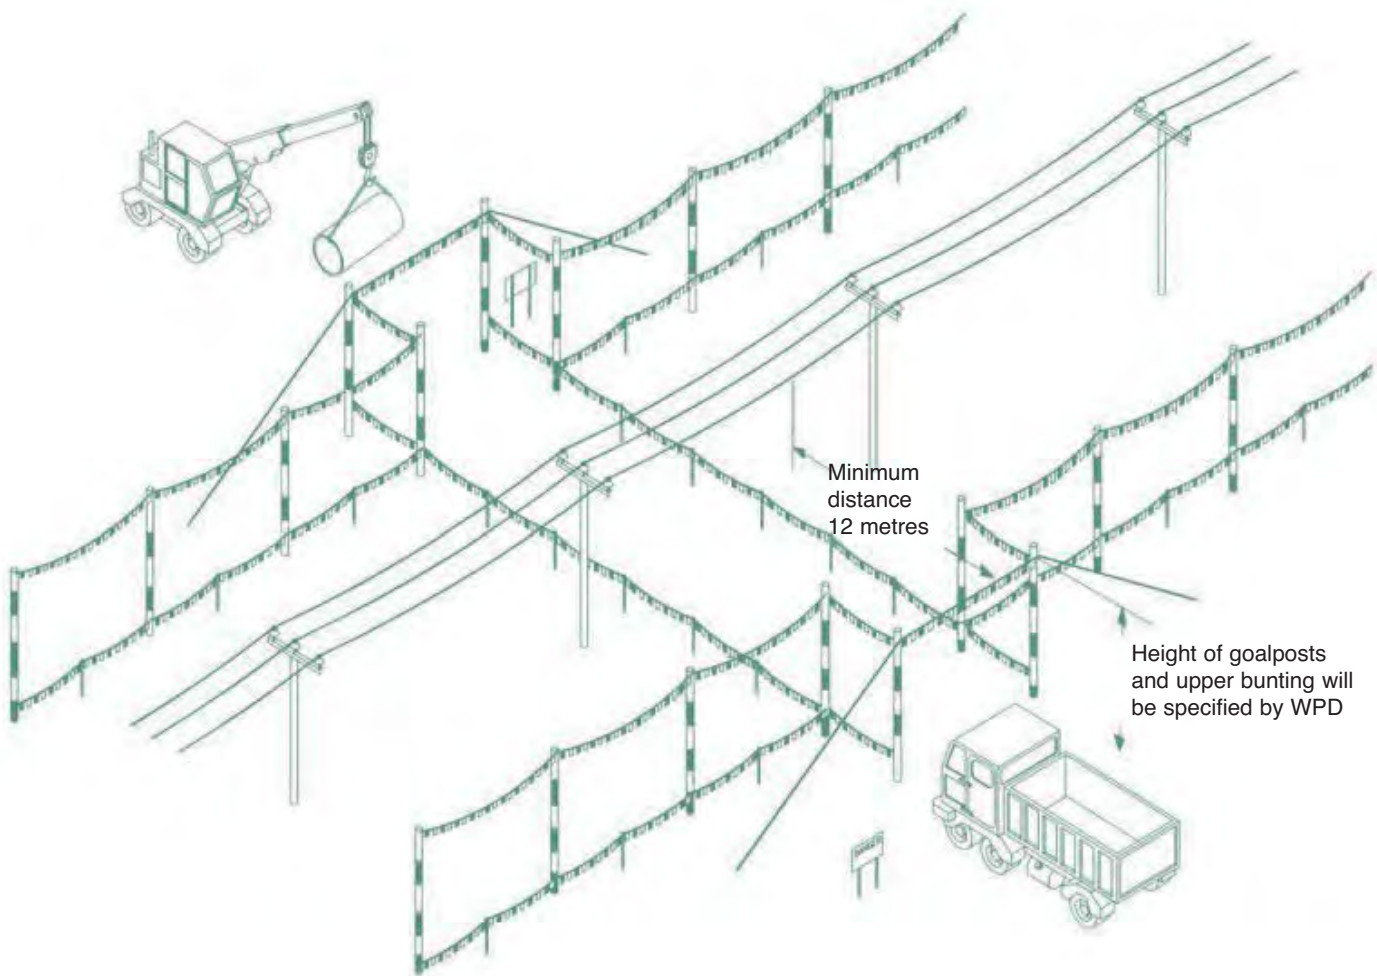 Minimum
distance
12 metres
Height of goalposts
and upper bunting will
be specified by WPD